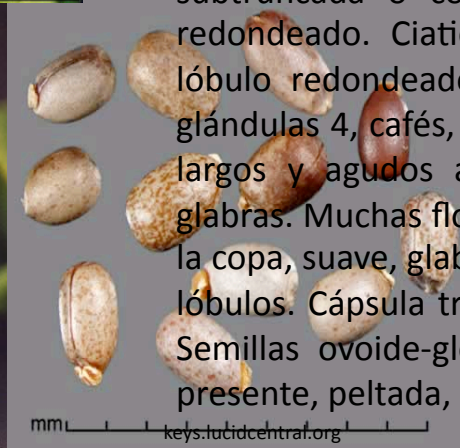 redondeado. Ciati
lóbulo redondead
glándulas 4, cafés,
largos y agudos a
glabras. Muchas flo
la copa, suave, glab
lóbulos. Cápsula tr
Semillas ovoide-gl
presente, peltada,
mm
keys.lucidcentral.org